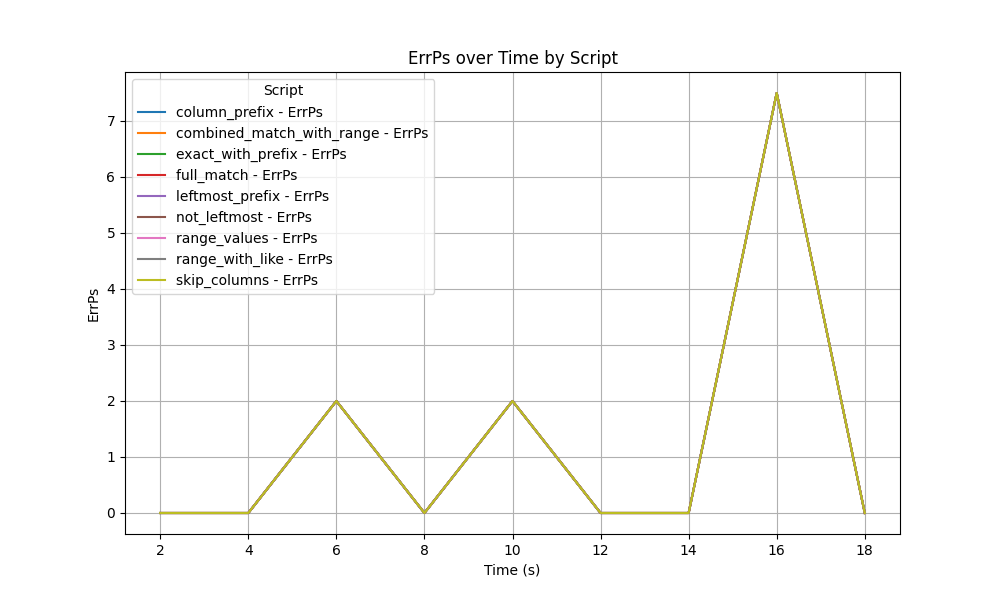 ErrPs over Time by Script
Script
column_prefix - ErrPs
combined_match_with_range - ErrPs
exact_with_prefix - ErrPs
full_match - ErrPs
leftmost_prefix - ErrPs
not_leftmost - ErrPs
range_values - ErrPs
range_with_like - ErrPs
skip_columns - ErrPs
ErrPs
7
6
5
4
3
2
1
0
2 4 6 8 10 12 14 16 18
Time (s)